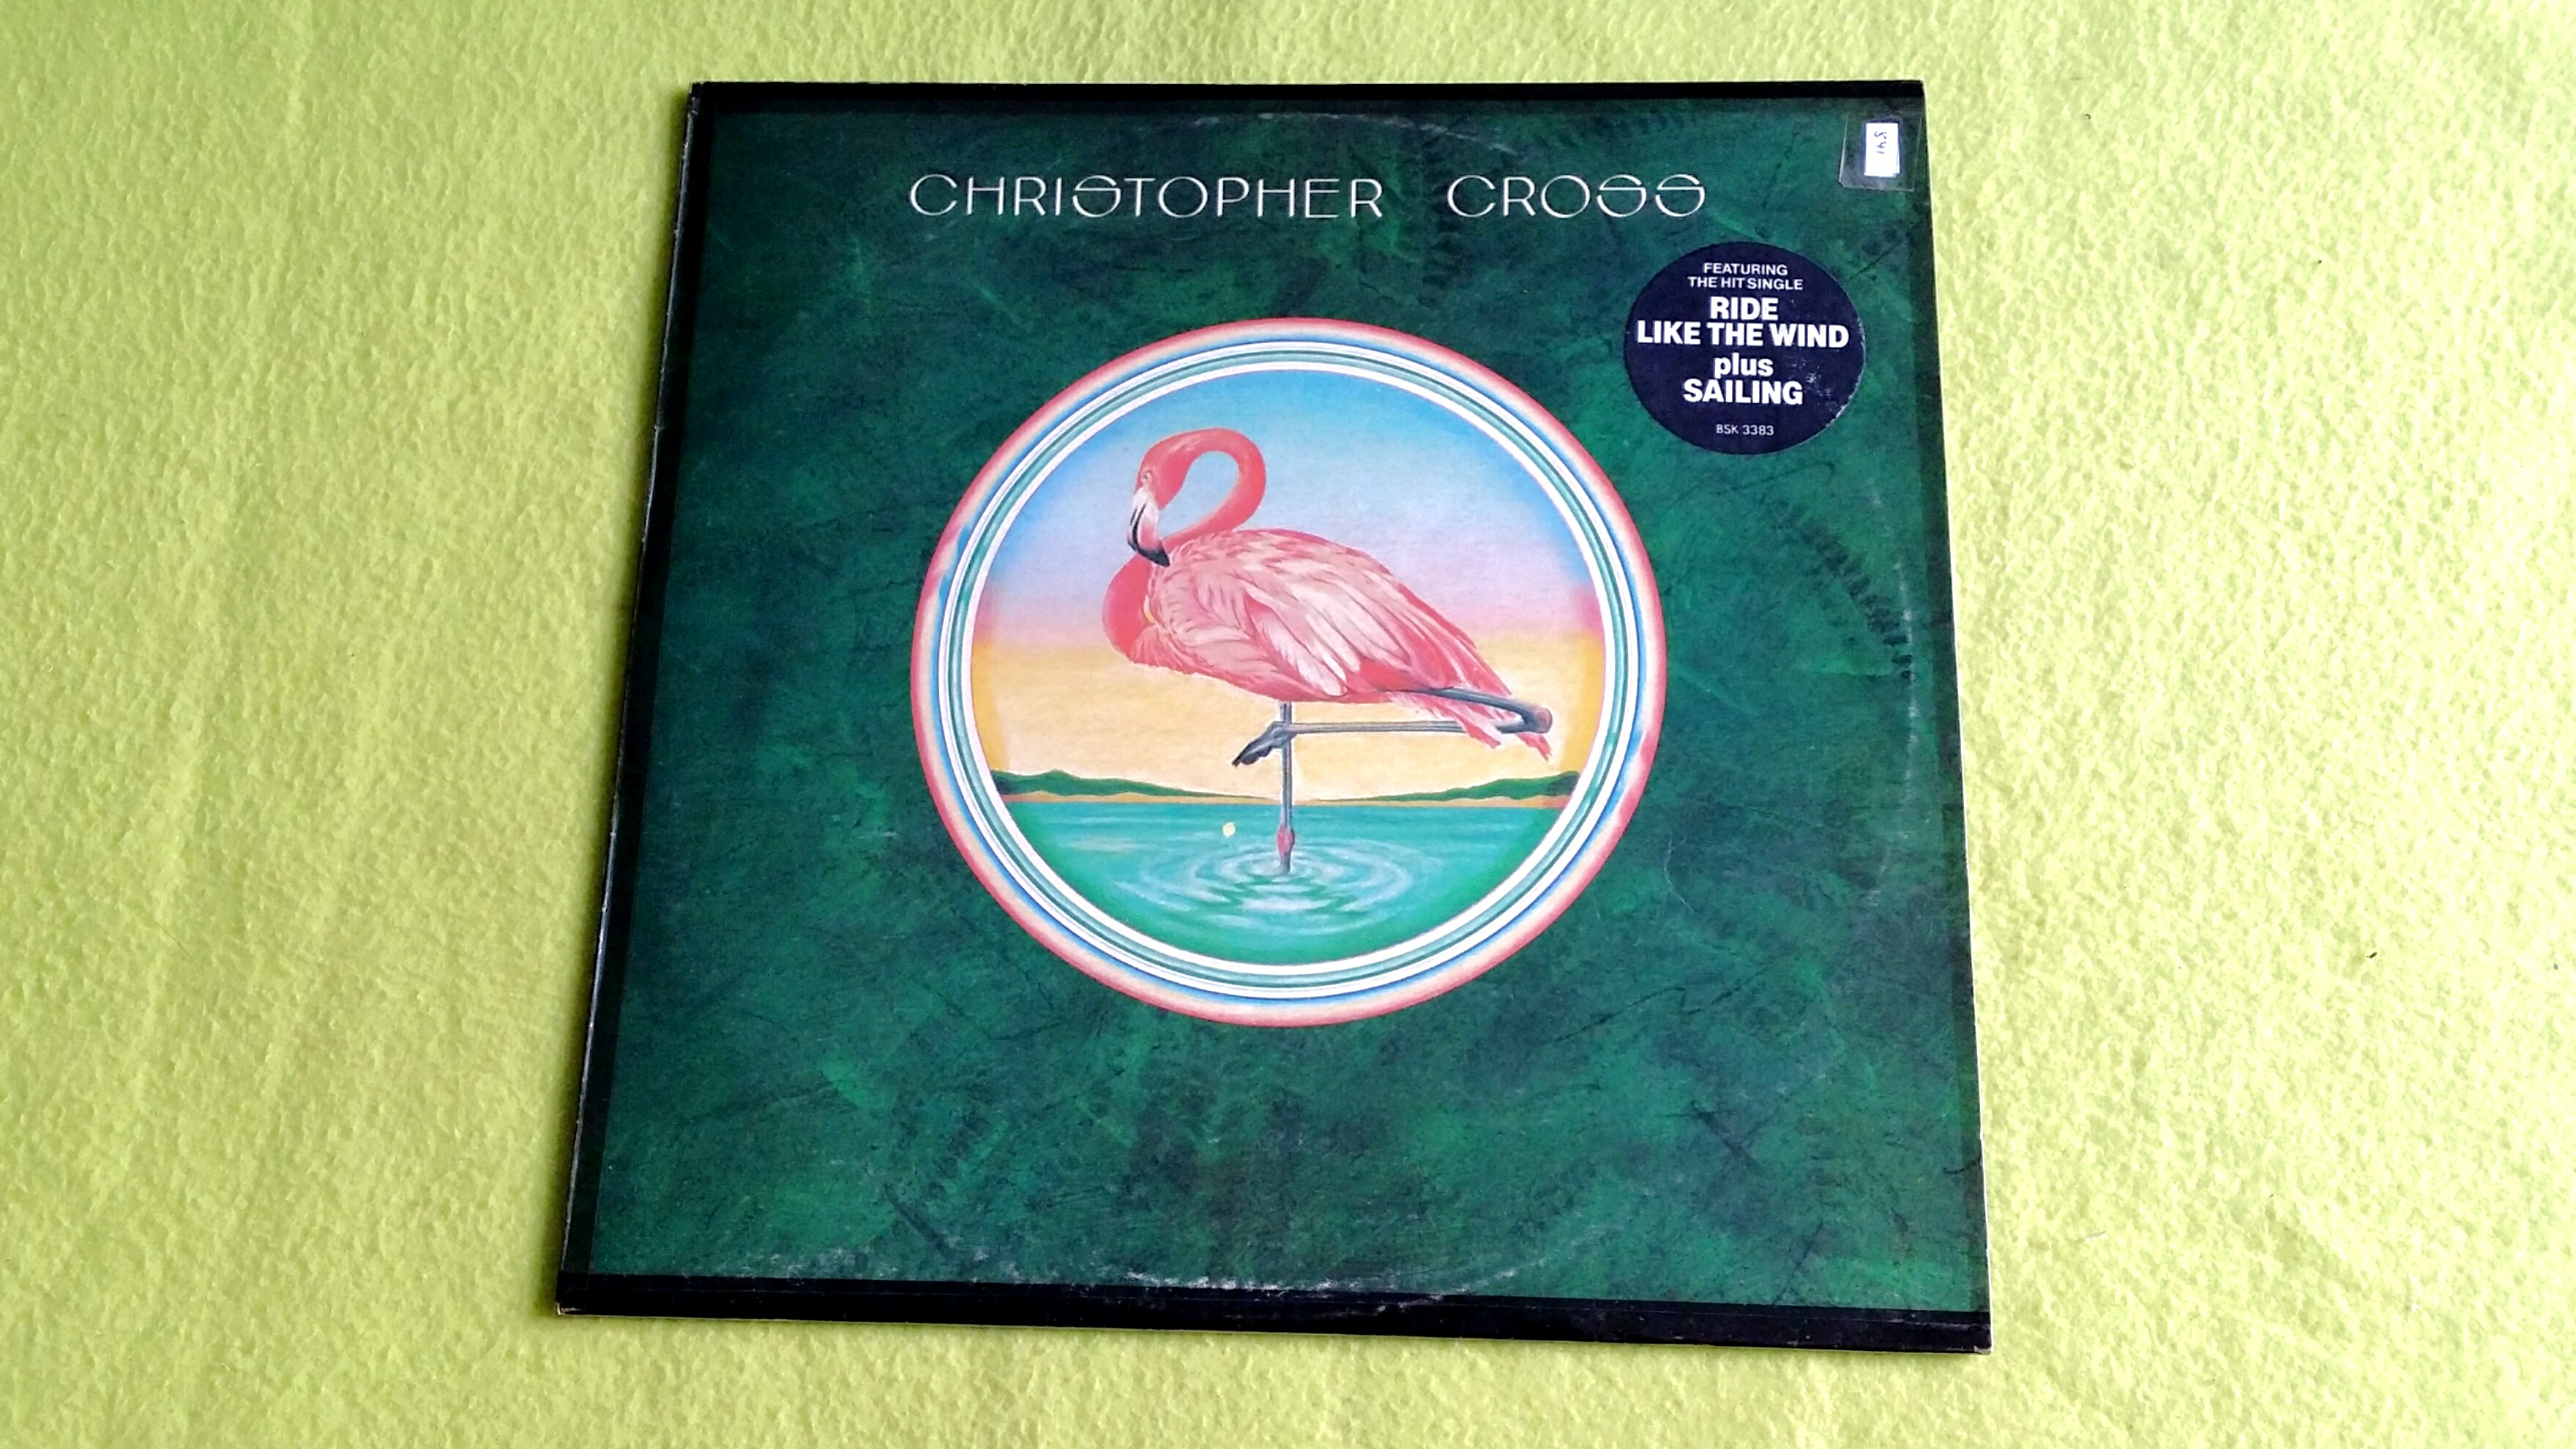 CHRISTOPHER CROSS
FEATURING
THE HIT SINGLE
RIDE
LIKE THE WIND
plus
SAILING
BSK 3383